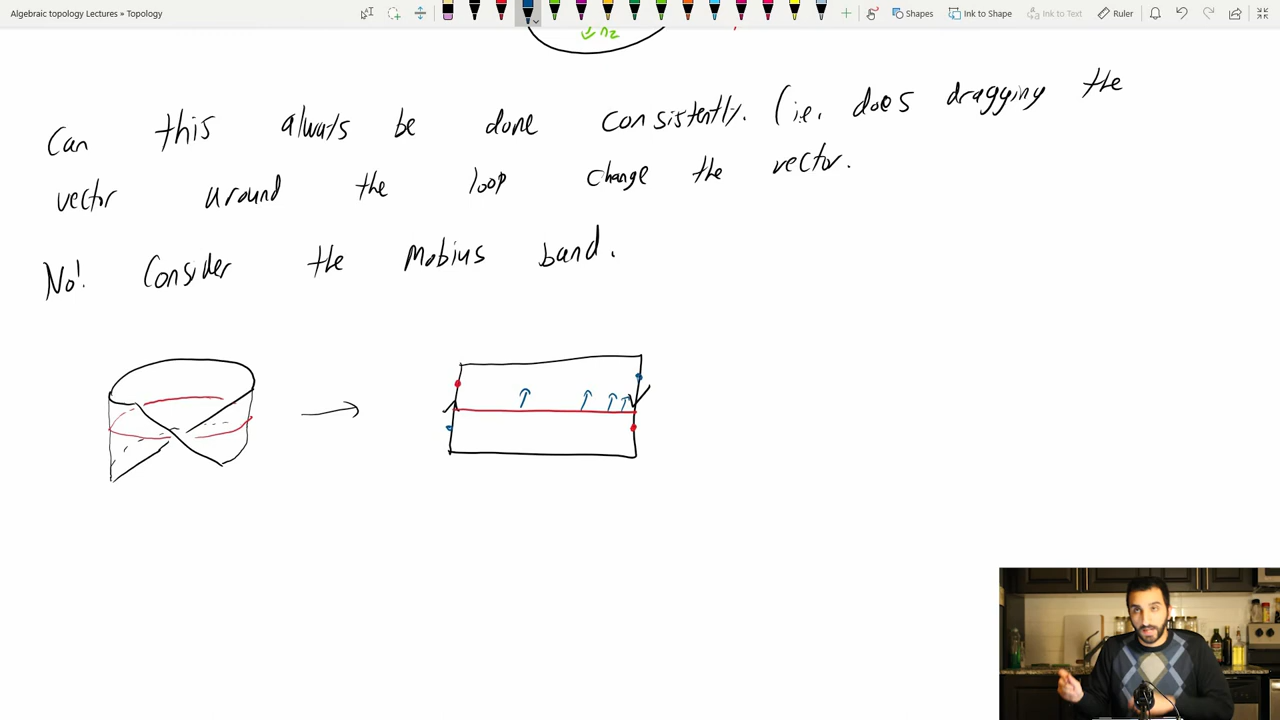 Algebraic topology Lectures » Topology
Shapes
Ink to Shape
Ink to Text
Ruler
n2
Can this always be done consistently. (i.e. does dragging the
vector around the loop change the vector.
No! Consider the mobius band.